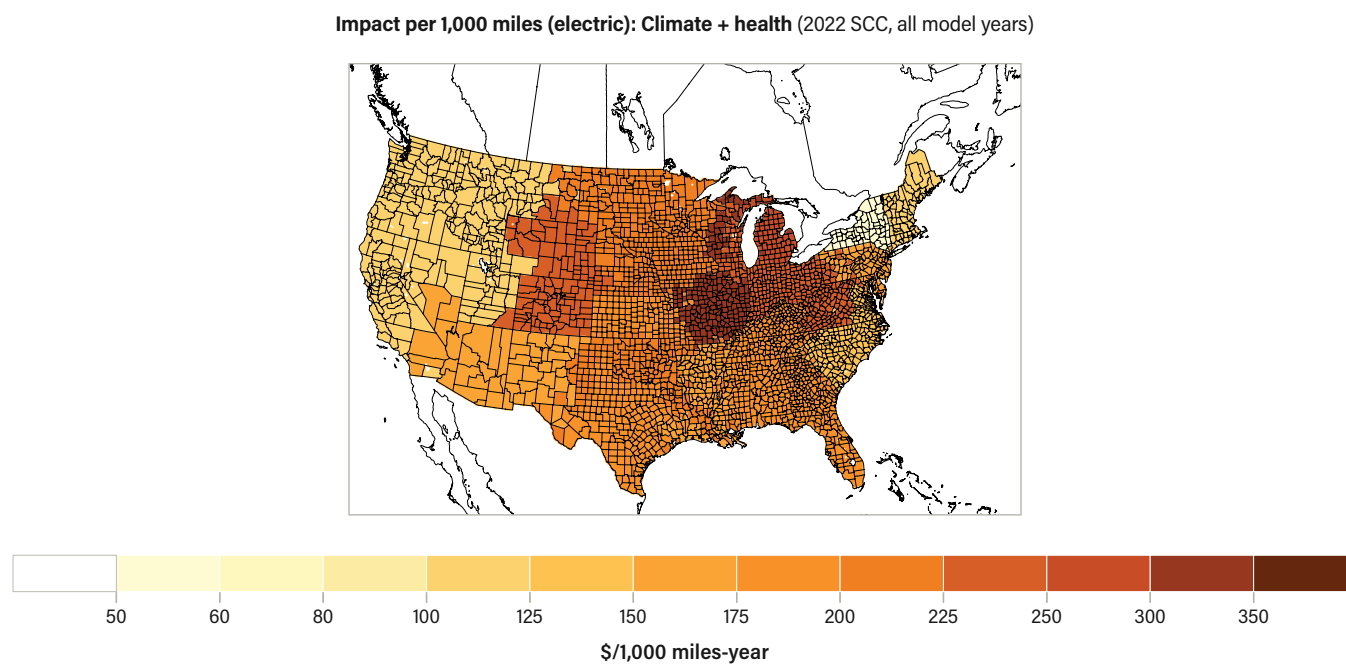 Impact per 1,000 miles (electric): Climate + health (2022 SCC, all model years)
50 60 80 100 125 150 175 200 225 250 300 350
$/1,000 miles-year